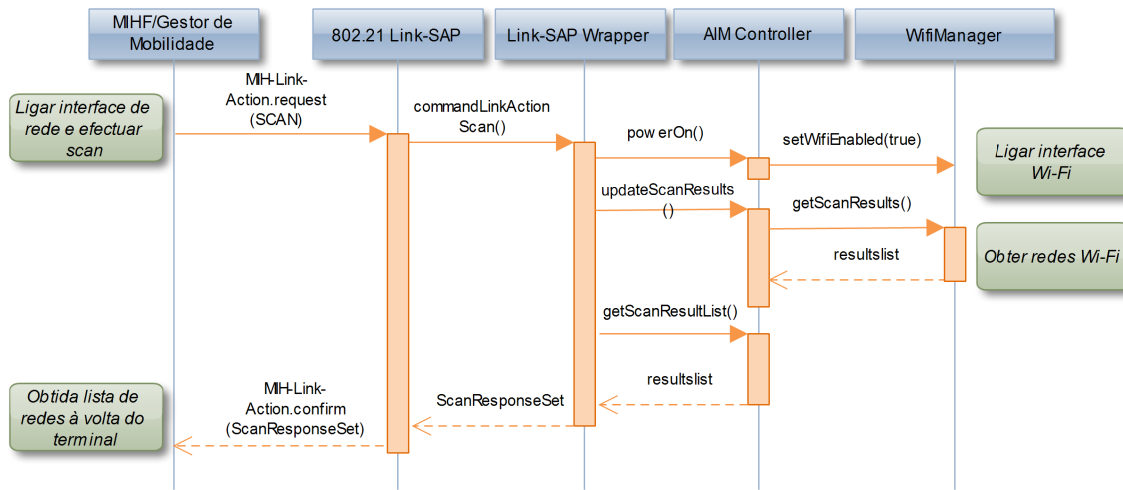 MIHF/Gestor de
Mobilidade
802.21 Link-SAP
Link-SAP Wrapper
AIM Controller
WifiManager
Ligar interface de
rede e efectuar
scan
MIH-Link-
Action.request
(SCAN)
commandLinkAction
Scan()
powerOn()
setWifiEnabled(true)
Ligar interface
Wi-Fi
updateScanResults
()
getScanResults()
resultslist
Obter redes Wi-Fi
getScanResultList()
resultslist
ScanResponseSet
MIH-Link-
Action.confirm
(ScanResponseSet)
Obtida lista de
redes à volta do
terminal